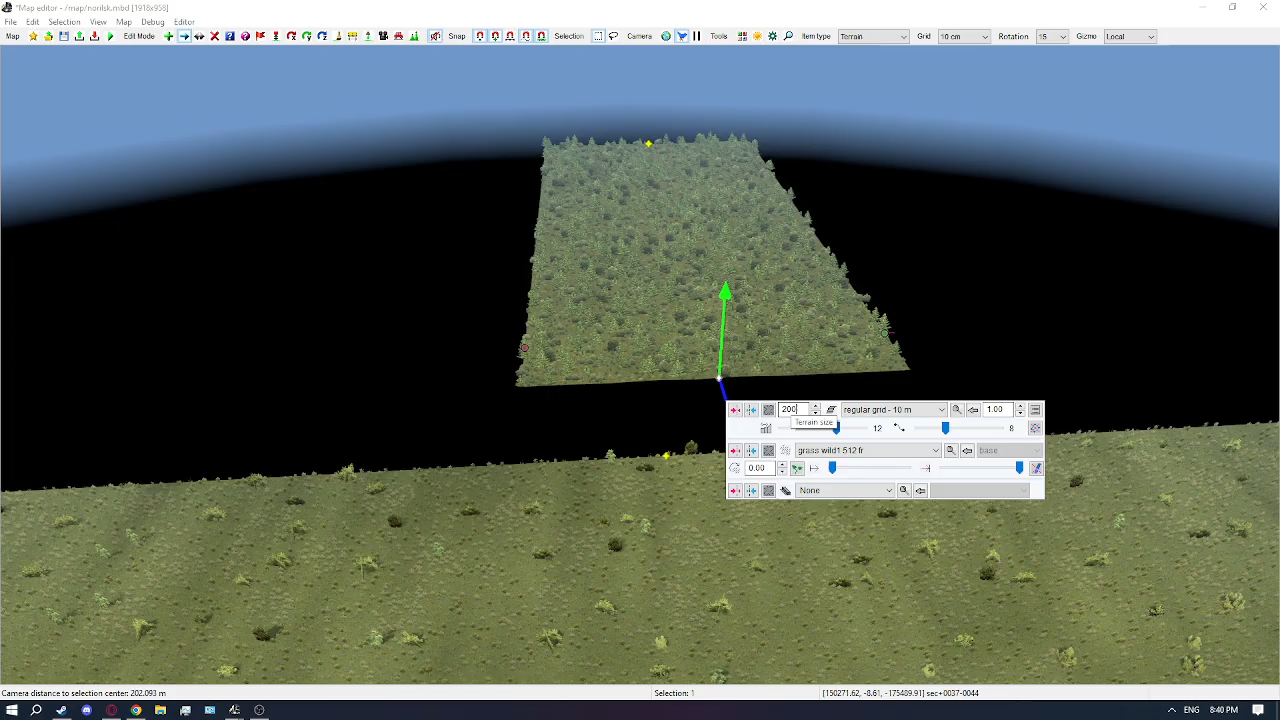 *Map editor - /map/norilsk.mbd [1918x958]
File Edit Selection View Map Debug Editor
Map Edit Mode Snap Selection Camera Tools Item type Terrain Grid 10 cm Rotation 15 Gizmo Local
200 regular grid - 10 m 1.00
Terrain size
12 8
grass wild1 512 fr base
0.00
None
Camera distance to selection center: 202.093 m Selection: 1 [150271.62, -8.61, -175489.91] sec+0037-0044
ENG 8:40 PM